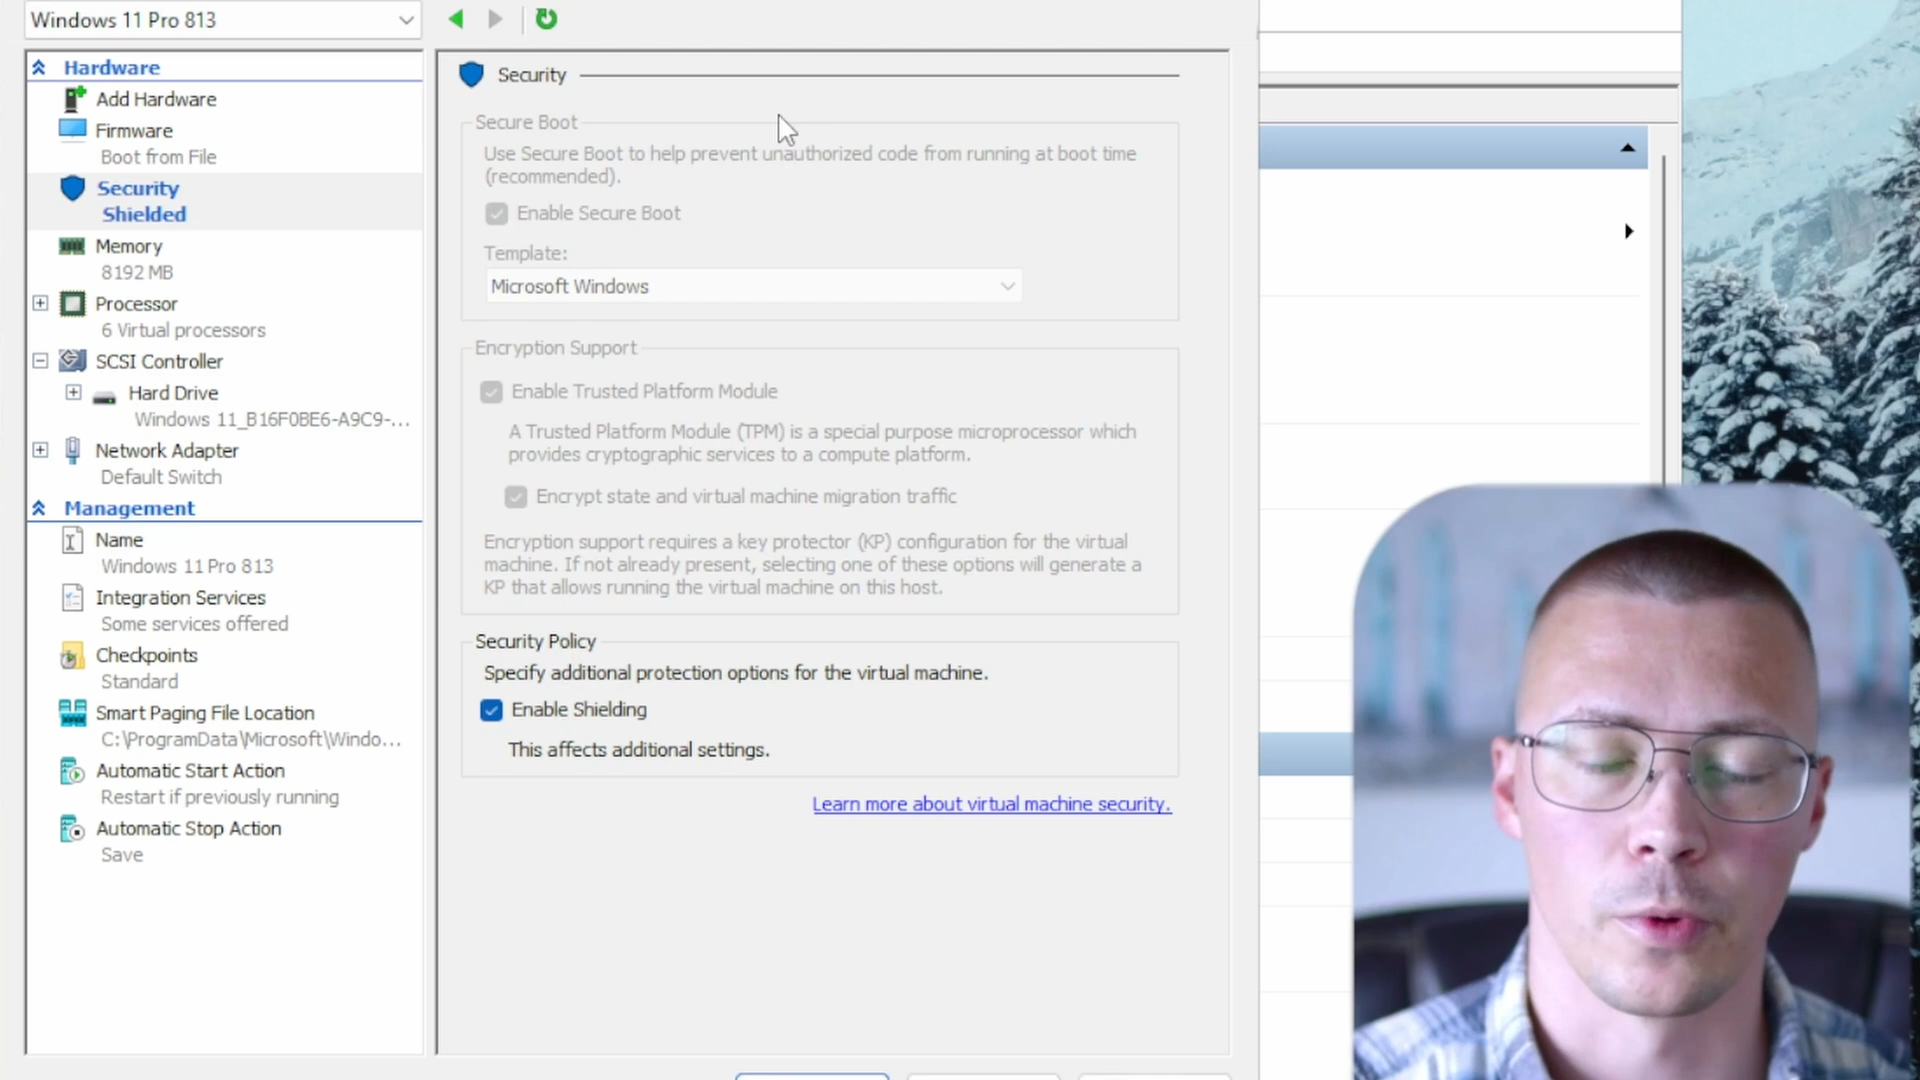 Windows 11 Pro 813
Hardware
Add Hardware
Firmware
Boot from File
Security
Shielded
Memory
8192 MB
Processor
6 Virtual processors
SCSI Controller
Hard Drive
Windows 11_B16F0BE6-A9C9-...
Network Adapter
Default Switch
Management
Name
Windows 11 Pro 813
Integration Services
Some services offered
Checkpoints
Standard
Smart Paging File Location
C:\ProgramData\Microsoft\Windo...
Automatic Start Action
Restart if previously running
Automatic Stop Action
Save
Security
Secure Boot
Use Secure Boot to help prevent unauthorized code from running at boot time
(recommended).
Enable Secure Boot
Template:
Microsoft Windows
Encryption Support
Enable Trusted Platform Module
A Trusted Platform Module (TPM) is a special purpose microprocessor which
provides cryptographic services to a compute platform.
Encrypt state and virtual machine migration traffic
Encryption support requires a key protector (KP) configuration for the virtual
machine. If not already present, selecting one of these options will generate a
KP that allows running the virtual machine on this host.
Security Policy
Specify additional protection options for the virtual machine.
Enable Shielding
This affects additional settings.
Learn more about virtual machine security.